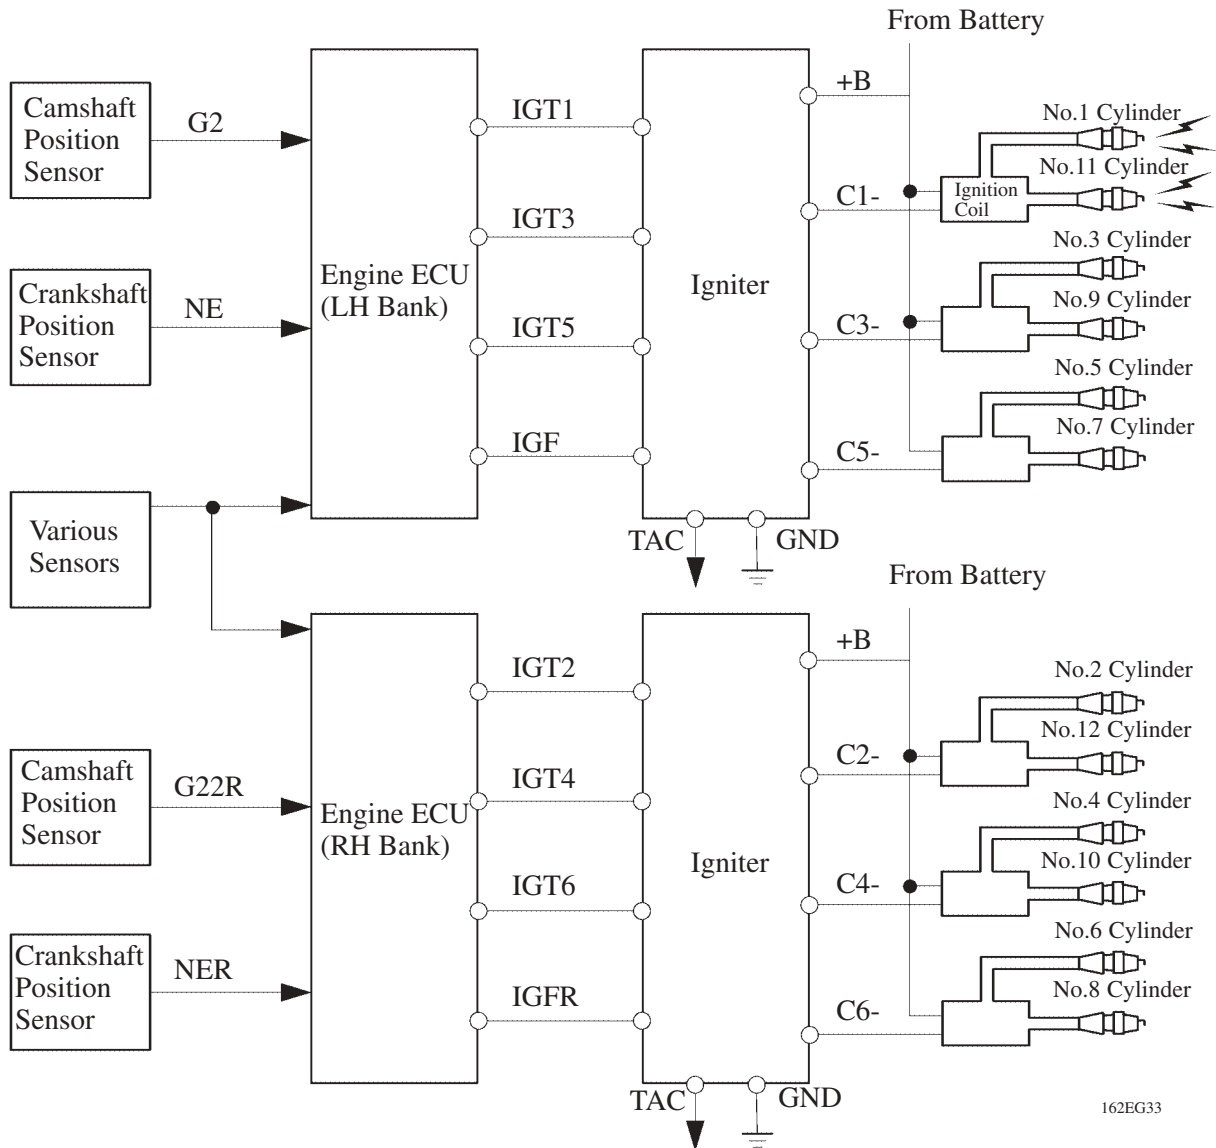 From Battery
Camshaft
Position
Sensor
G2
IGT1
+B
No.1 Cylinder
No.11 Cylinder
Ignition
Coil
C1-
IGT3
No.3 Cylinder
Crankshaft
Position
Sensor
NE
Engine ECU
(LH Bank)
Igniter
No.9 Cylinder
IGT5
C3-
No.5 Cylinder
IGF
No.7 Cylinder
C5-
Various
Sensors
TAC
GND
From Battery
IGT2
+B
No.2 Cylinder
No.12 Cylinder
C2-
Camshaft
Position
Sensor
G22R
IGT4
No.4 Cylinder
Engine ECU
(RH Bank)
Igniter
No.10 Cylinder
IGT6
C4-
No.6 Cylinder
Crankshaft
Position
Sensor
NER
IGFR
No.8 Cylinder
C6-
TAC
GND
162EG33